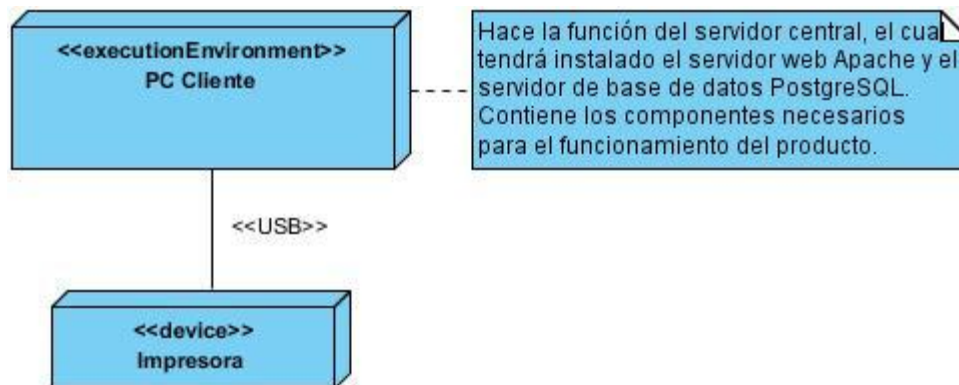 <<executionEnvironment>>
PC Cliente
Hace la función del servidor central, el cual
tendrá instalado el servidor web Apache y el
servidor de base de datos PostgreSQL.
Contiene los componentes necesarios
para el funcionamiento del producto.
<<USB>>
<<device>>
Impresora